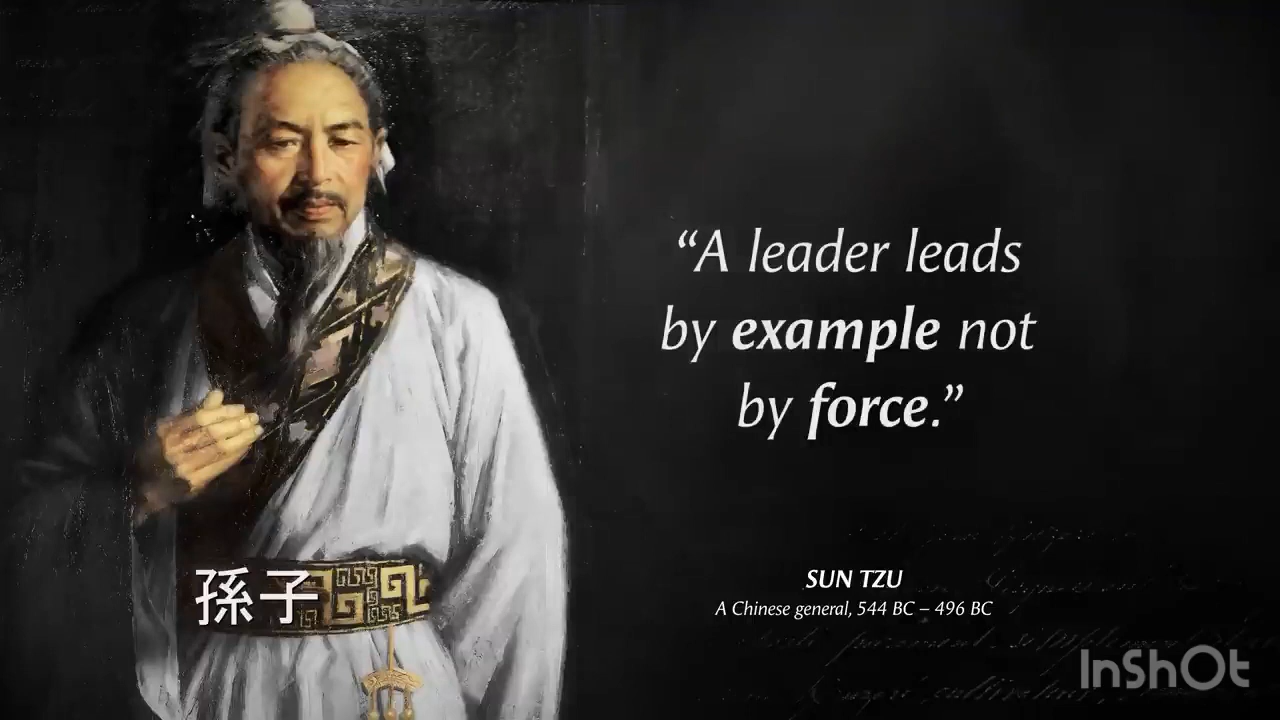 “A leader leads
by example not
by force.”
孫子
SUN TZU
A Chinese general, 544 BC – 496 BC
InShOt